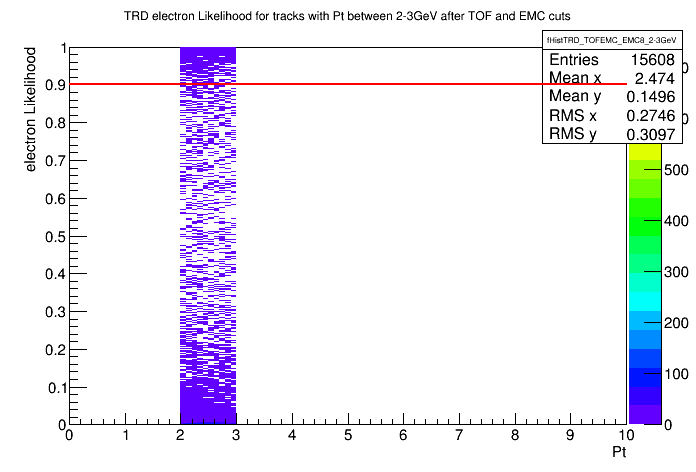 TRD electron Likelihood for tracks with Pt between 2-3GeV after TOF and EMC cuts
fHistTRD_TOFEMC_EMC8_2-3GeV
Entries 15608
Mean x 2.474
Mean y 0.1496
RMS x 0.2746
RMS y 0.3097
electron Likelihood
1
0.9
0.8
0.7
0.6
0.5
0.4
0.3
0.2
0.1
0
0 1 2 3 4 5 6 7 8 9 10
Pt
500
400
300
200
100
0